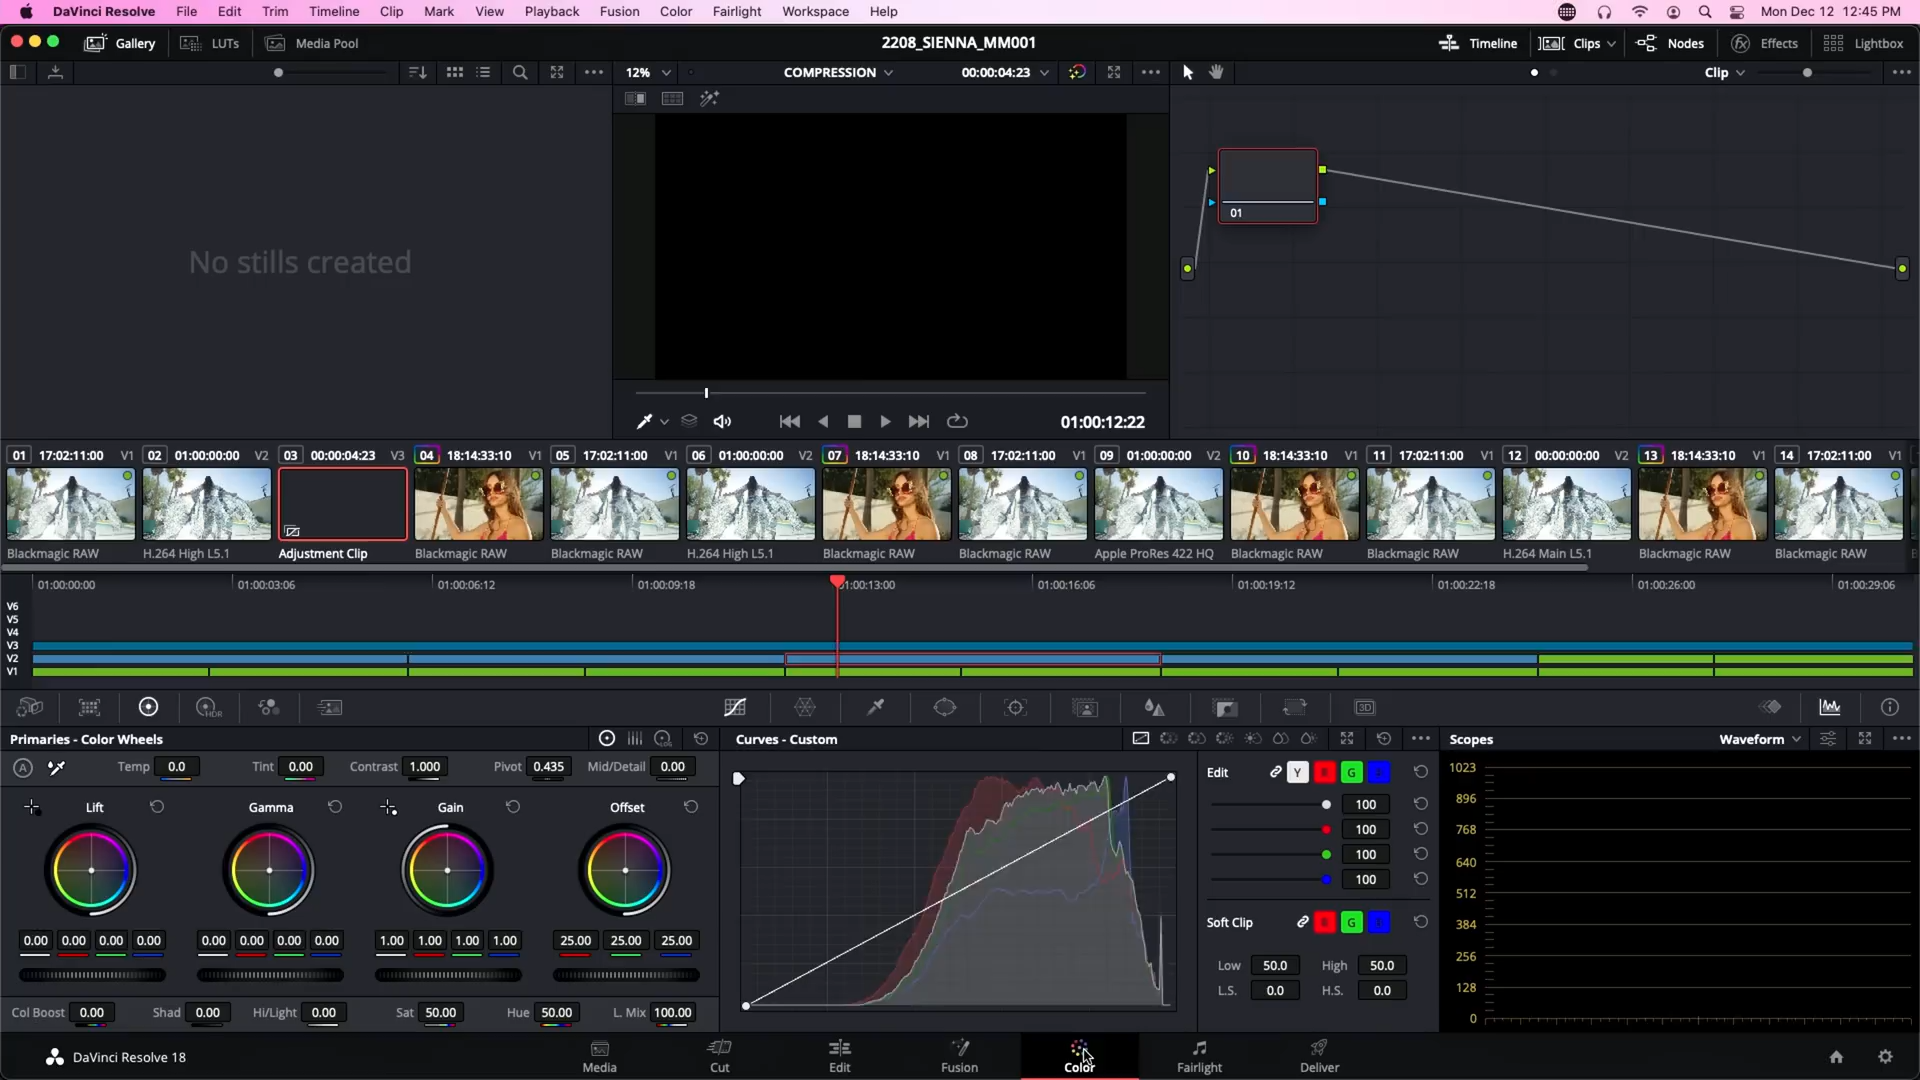 DaVinci Resolve File Edit Trim Timeline Clip Mark View Playback Fusion Color Fairlight Workspace Help Mon Dec 12 12:45 PM
Gallery LUTs Media Pool 2208_SIENNA_MM001 Timeline Clips Nodes Effects Lightbox
12% COMPRESSION 00:00:04:23 Clip
No stills created
01
01:00:12:22
01 17:02:11:00 V1 02 01:00:00:00 V2 03 00:00:04:23 V3 04 18:14:33:10 V1 05 17:02:11:00 V1 06 01:00:00:00 V2 07 18:14:33:10 V1 08 17:02:11:00 V1 09 01:00:00:00 V2 10 18:14:33:10 V1 11 17:02:11:00 V1 12 00:00:00:00 V2 13 18:14:33:10 V1 14 17:02:11:00 V1
Blackmagic RAW H.264 High L5.1 Adjustment Clip Blackmagic RAW Blackmagic RAW H.264 High L5.1 Blackmagic RAW Blackmagic RAW Apple ProRes 422 HQ Blackmagic RAW Blackmagic RAW H.264 Main L5.1 Blackmagic RAW Blackmagic RAW
01:00:00:00 01:00:03:06 01:00:06:12 01:00:09:18 01:00:13:00 01:00:16:06 01:00:19:12 01:00:22:18 01:00:26:00 01:00:29:06
V6
V5
V4
V3
V2
V1
HDR 3D
Primaries - Color Wheels Curves - Custom Scopes Waveform
A Temp 0.0 Tint 0.00 Contrast 1.000 Pivot 0.435 Mid/Detail 0.00
Lift Gamma Gain Offset
0.00 0.00 0.00 0.00 0.00 0.00 0.00 0.00 1.00 1.00 1.00 1.00 25.00 25.00 25.00
Col Boost 0.00 Shad 0.00 Hi/Light 0.00 Sat 50.00 Hue 50.00 L. Mix 100.00
Edit Y R G B
100
100
100
100
Soft Clip R G B
Low 50.0 High 50.0
L.S. 0.0 H.S. 0.0
1023
896
768
640
512
384
256
128
0
DaVinci Resolve 18 Media Cut Edit Fusion Color Fairlight Deliver